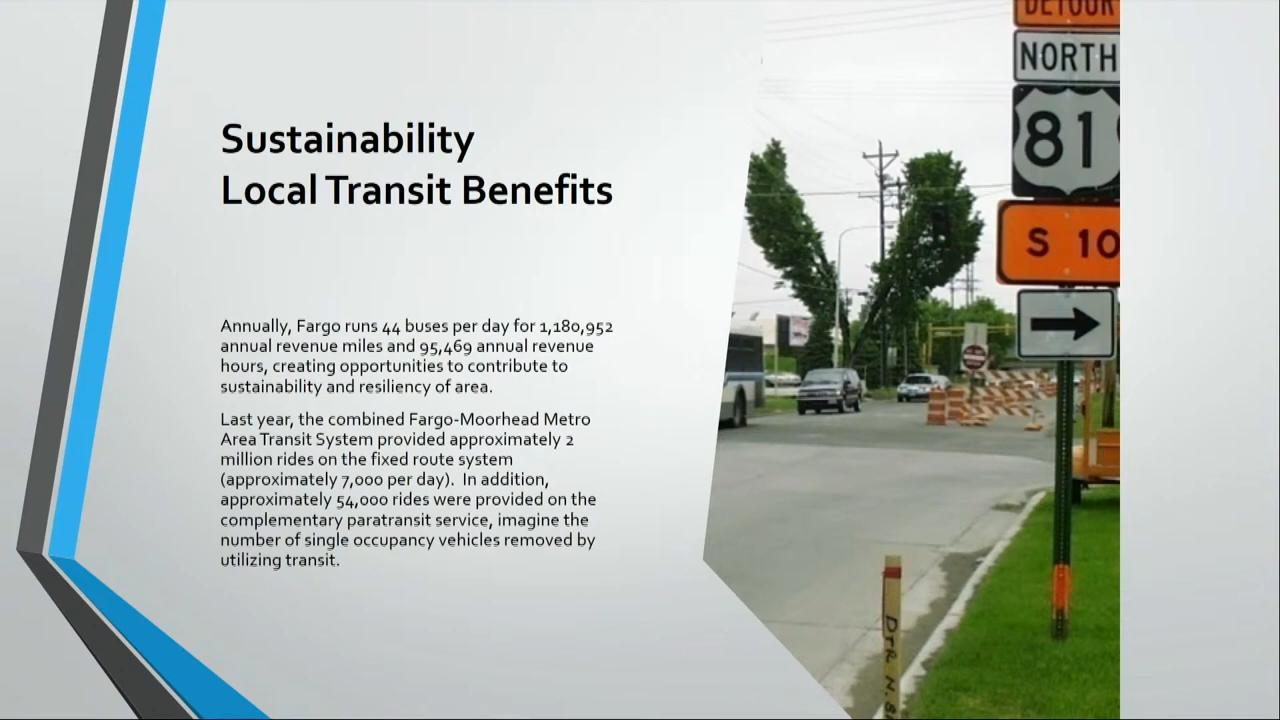 Sustainability
Local Transit Benefits
Annually, Fargo runs 44 buses per day for 1,180,952
annual revenue miles and 95,469 annual revenue
hours, creating opportunities to contribute to
sustainability and resiliency of area.
Last year, the combined Fargo-Moorhead Metro
Area Transit System provided approximately 2
million rides on the fixed route system
(approximately 7,000 per day).  In addition,
approximately 54,000 rides were provided on the
complementary paratransit service, imagine the
number of single occupancy vehicles removed by
utilizing transit.
DETOUR
NORTH
81
S 10
DTR. N. 8